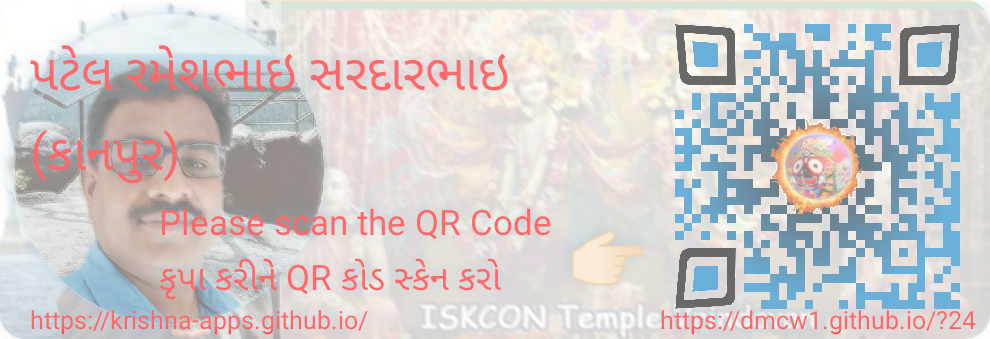 પટેલ રમેશભાઇ સરદારભાઇ
(કાનપુર)
Please scan the QR Code
કૃપા કરીને QR કોડ સ્કેન કરો
https://krishna-apps.github.io/
ISKCON Temple
https://dmcw1.github.io/?24